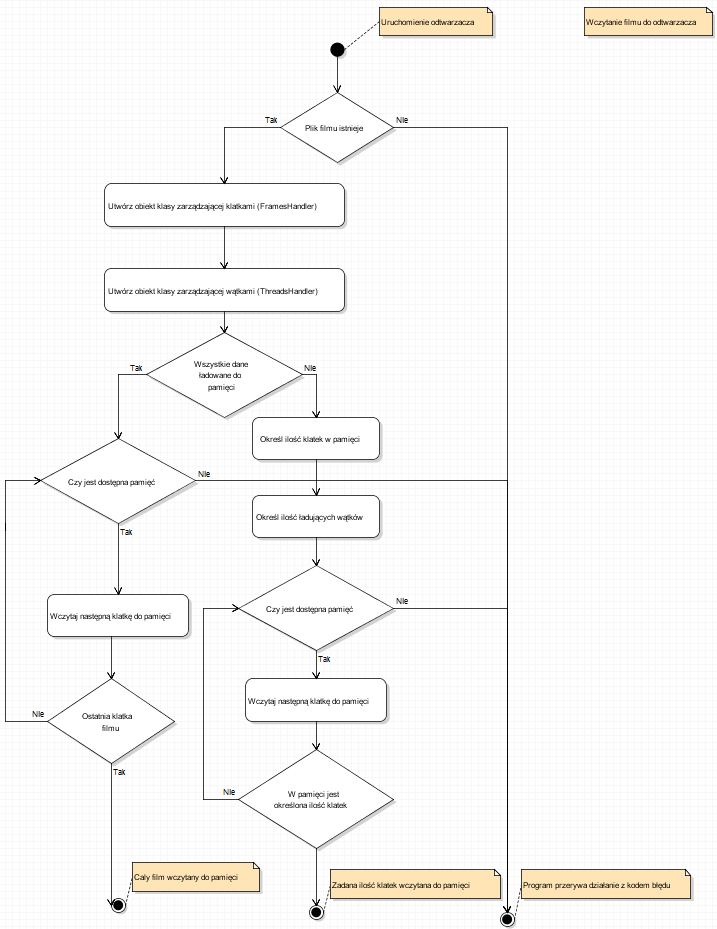 Uruchomienie odtwarzacza
Wczytanie filmu do odtwarzacza
Tak
Nie
Plik filmu istnieje
Utwórz obiekt klasy zarządzającej klatkami (FramesHandler)
Utwórz obiekt klasy zarządzającej wątkami (ThreadsHandler)
Wszystkie dane
ładowane do
pamięci
Tak
Nie
Określ ilość klatek w pamięci
Czy jest dostępna pamięć
Nie
Określ ilość ładujących wątków
Tak
Czy jest dostępna pamięć
Nie
Wczytaj następną klatkę do pamięci
Tak
Wczytaj następną klatkę do pamięci
Ostatnia klatka
filmu
Nie
Tak
W pamięci jest
określona ilość klatek
Nie
Cały film wczytany do pamięci
Zadana ilość klatek wczytana do pamięci
Program przerywa działanie z kodem błędu